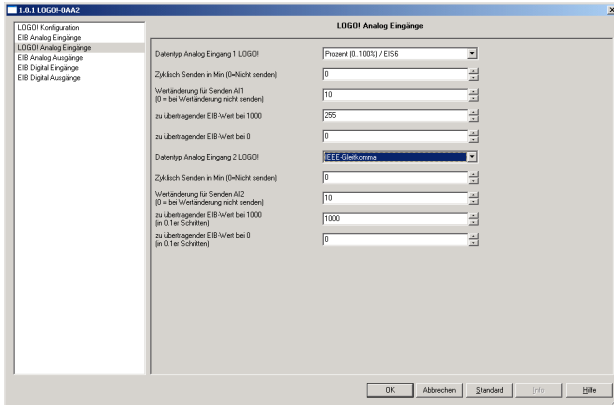 1.0.1 LOGO!-0AA2
LOGO! Konfiguration
EIB Analog Eingänge
LOGO! Analog Eingänge
EIB Analog Ausgänge
EIB Digital Eingänge
EIB Digital Ausgänge
LOGO! Analog Eingänge
Datentyp Analog Eingang 1 LOGO! Prozent (0..100%) / EIS6
Zyklisch Senden in Min (0=Nicht senden) 0
Wertänderung für Senden AI1
(0 = bei Wertänderung nicht senden) 10
zu übertragender EIB-Wert bei 1000 255
zu übertragender EIB-Wert bei 0 0
Datentyp Analog Eingang 2 LOGO! IEEE-Gleitkomma
Zyklisch Senden in Min (0=Nicht senden) 0
Wertänderung für Senden AI2
(0 = bei Wertänderung nicht senden) 10
zu übertragender EIB-Wert bei 1000
(in 0.1er Schritten) 1000
zu übertragender EIB-Wert bei 0
(in 0.1er Schritten) 0
OK Abbrechen Standard Info Hilfe